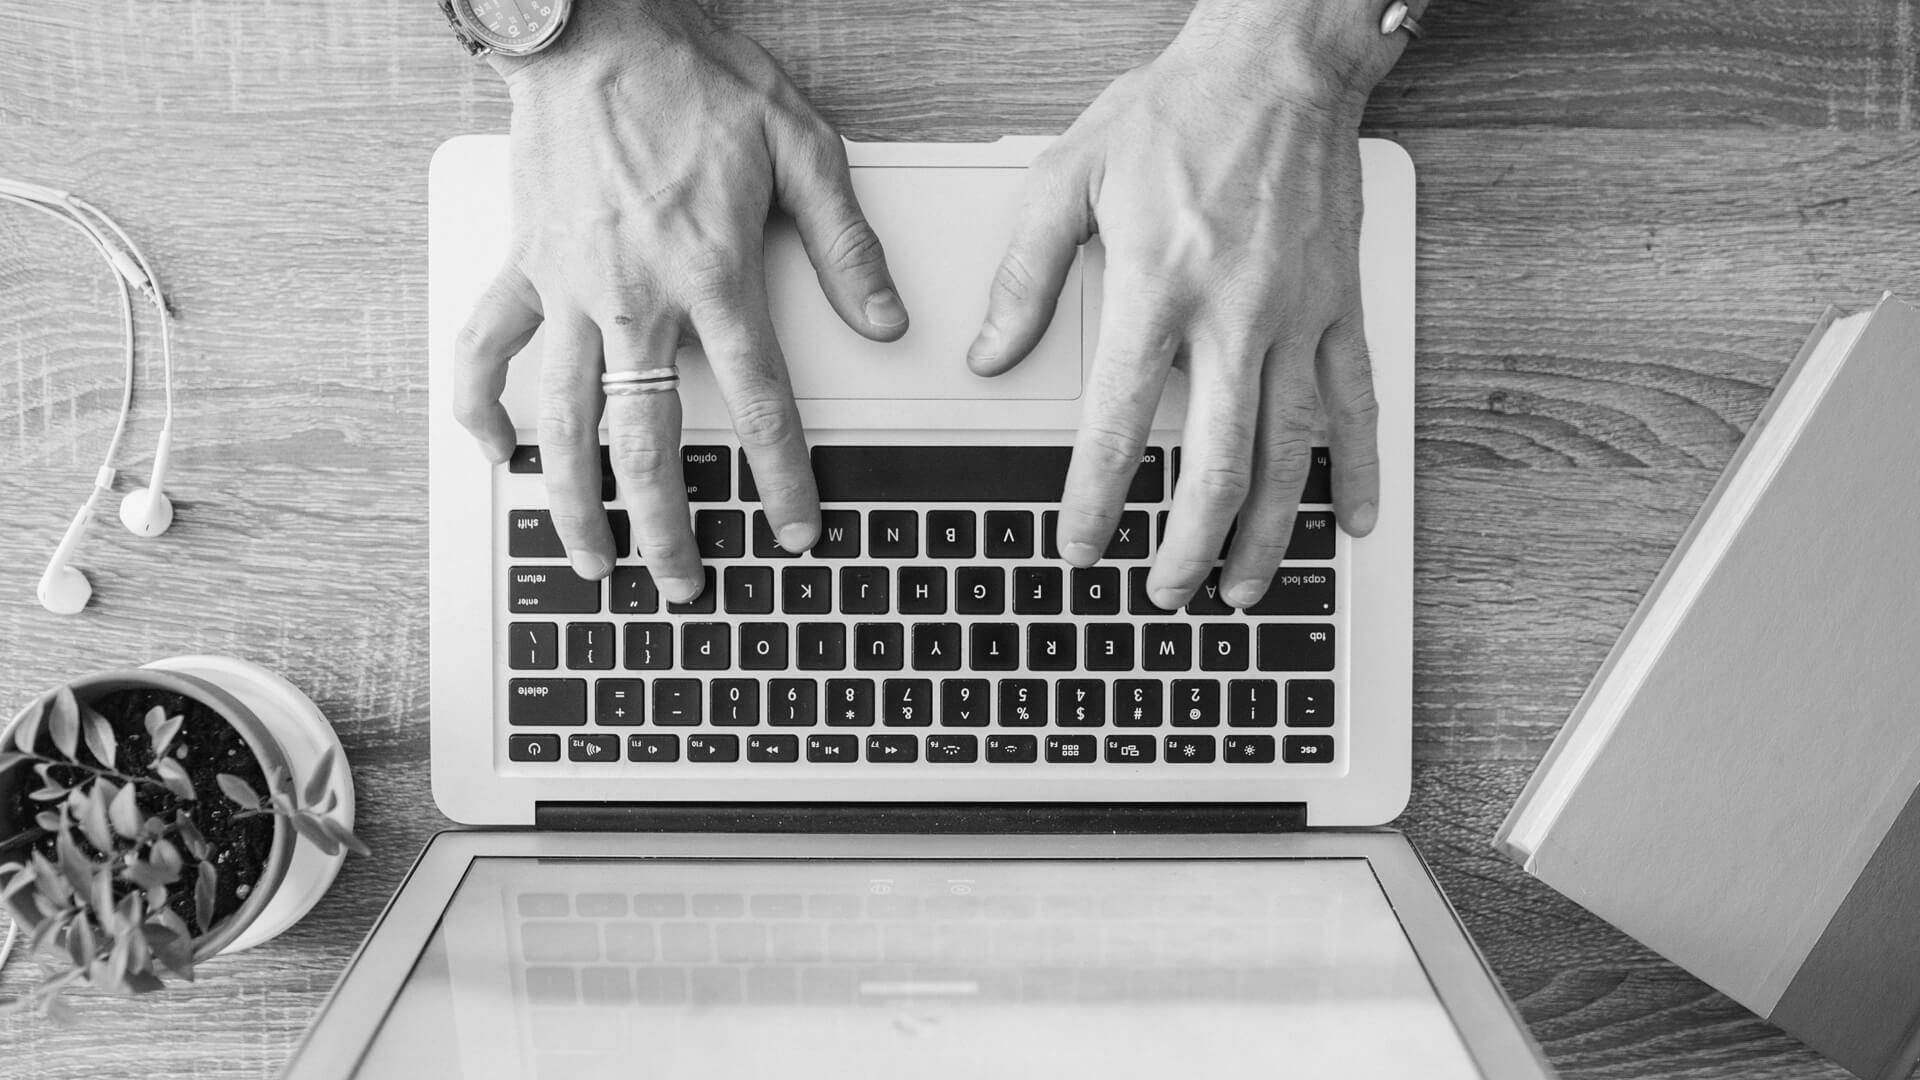 esc F1 F2 F3 F4 F5 F6 F7 F8 F9 F10 F11 F12
~ ! 1 @ 2 # 3 $ 4 % 5 ^ 6 & 7 * 8 ( 9 ) 0 _ - + = delete
tab Q W E R T Y U I O P { [ } ] | \
caps lock A D F G H J K L " ' enter return
shift X V B N M > . shift
fn alt option